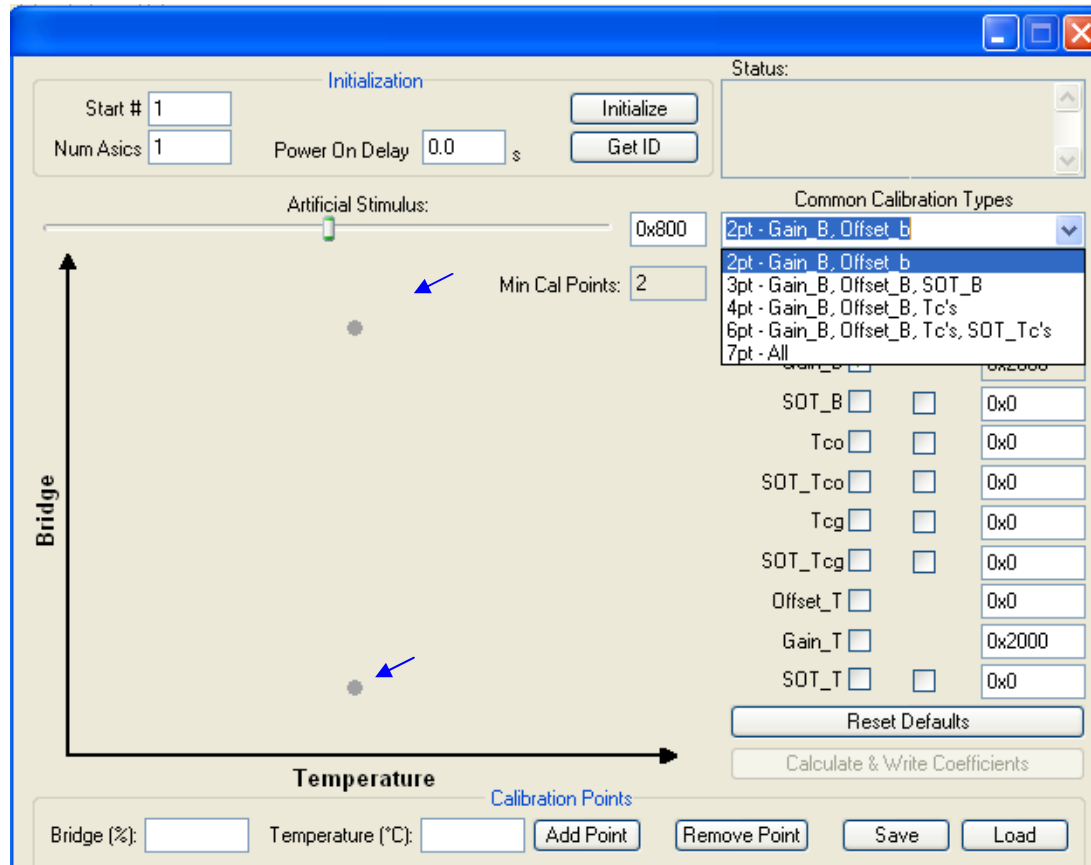 Initialization
Start # 1
Num Asics 1
Power On Delay 0.0 s
Initialize
Get ID
Status:
Artificial Stimulus:
0x800
Common Calibration Types
2pt - Gain_B, Offset_b
Min Cal Points: 2
2pt - Gain_B, Offset_b
3pt - Gain_B, Offset_B, SOT_B
4pt - Gain_B, Offset_B, Tc's
6pt - Gain_B, Offset_B, Tc's, SOT_Tc's
7pt - All
SOT_B 0x0
Tco 0x0
SOT_Tco 0x0
Tcg 0x0
SOT_Tcg 0x0
Offset_T 0x0
Gain_T 0x2000
SOT_T 0x0
Bridge
Temperature
Reset Defaults
Calculate & Write Coefficients
Calibration Points
Bridge (%):
Temperature (°C):
Add Point
Remove Point
Save
Load